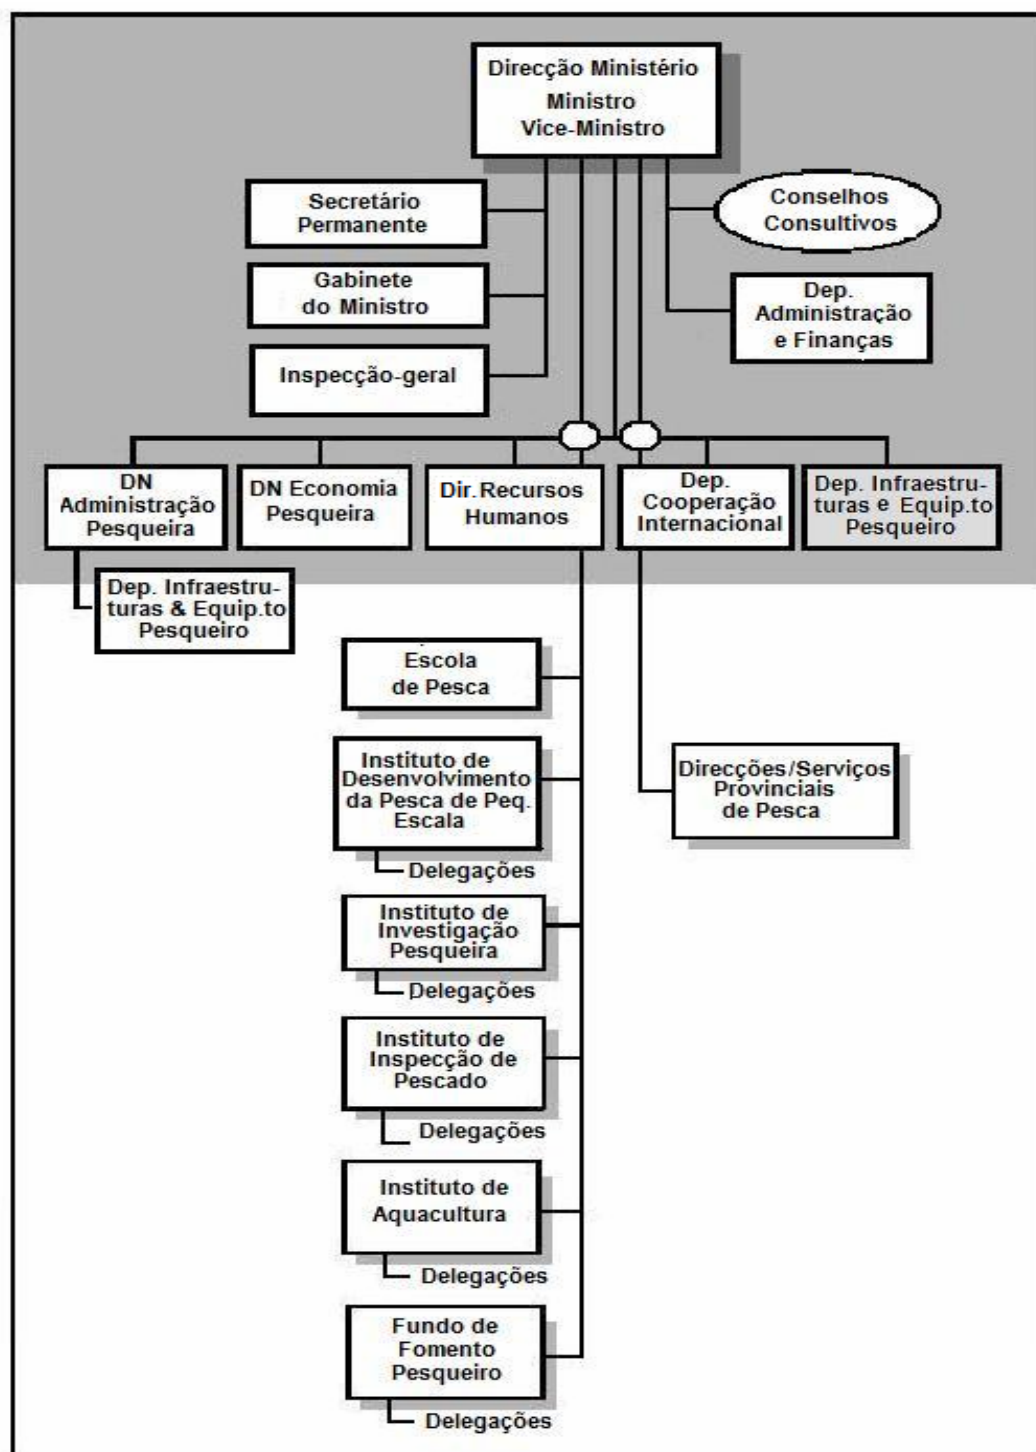 Direcção Ministério
Ministro
Vice-Ministro
Secretário
Permanente
Conselhos
Consultivos
Gabinete
do Ministro
Dep.
Administração
e Finanças
Inspecção-geral
DN
Administração
Pesqueira
DN Economia
Pesqueira
Dir. Recursos
Humanos
Dep.
Cooperação
Internacional
Dep. Infraestru-
turas e Equip.to
Pesqueiro
Dep. Infraestru-
turas & Equip.to
Pesqueiro
Escola
de Pesca
Instituto de
Desenvolvimento
da Pesca de Peq.
Escala
Delegações
Direcções/Serviços
Provinciais
de Pesca
Instituto de
Investigação
Pesqueira
Delegações
Instituto de
Inspecção de
Pescado
Delegações
Instituto de
Aquacultura
Delegações
Fundo de
Fomento
Pesqueiro
Delegações